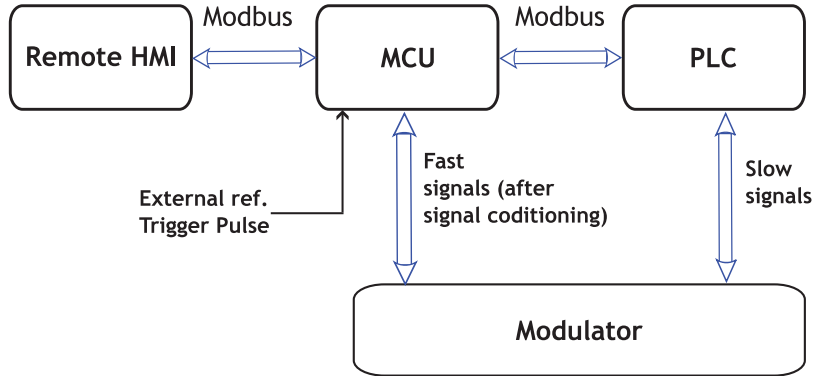 Modbus
Modbus
Remote HMI
MCU
PLC
Fast
signals (after
signal coditioning)
Slow
signals
External ref.
Trigger Pulse
Modulator